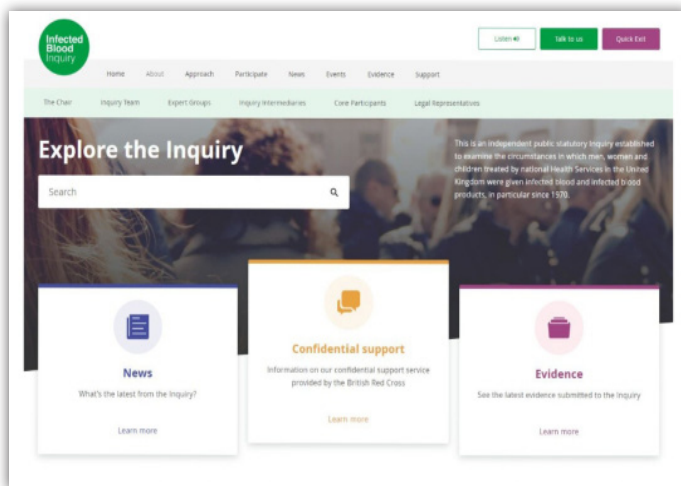 Infected
Blood
Inquiry
Listen
Talk to us
Quick Exit
Home About Approach Participate News Events Evidence Support
The Chair Inquiry Team Expert Groups Inquiry Intermediaries Core Participants Legal Representatives
Explore the Inquiry
Search
This is an independent public statutory Inquiry established
to examine the circumstances in which men, women and
children treated by national Health Services in the United
Kingdom were given infected blood and infected blood
products, in particular since 1970.
News
What's the latest from the Inquiry?
Learn more
Confidential support
Information on our confidential support service
provided by the British Red Cross
Learn more
Evidence
See the latest evidence submitted to the Inquiry
Learn more